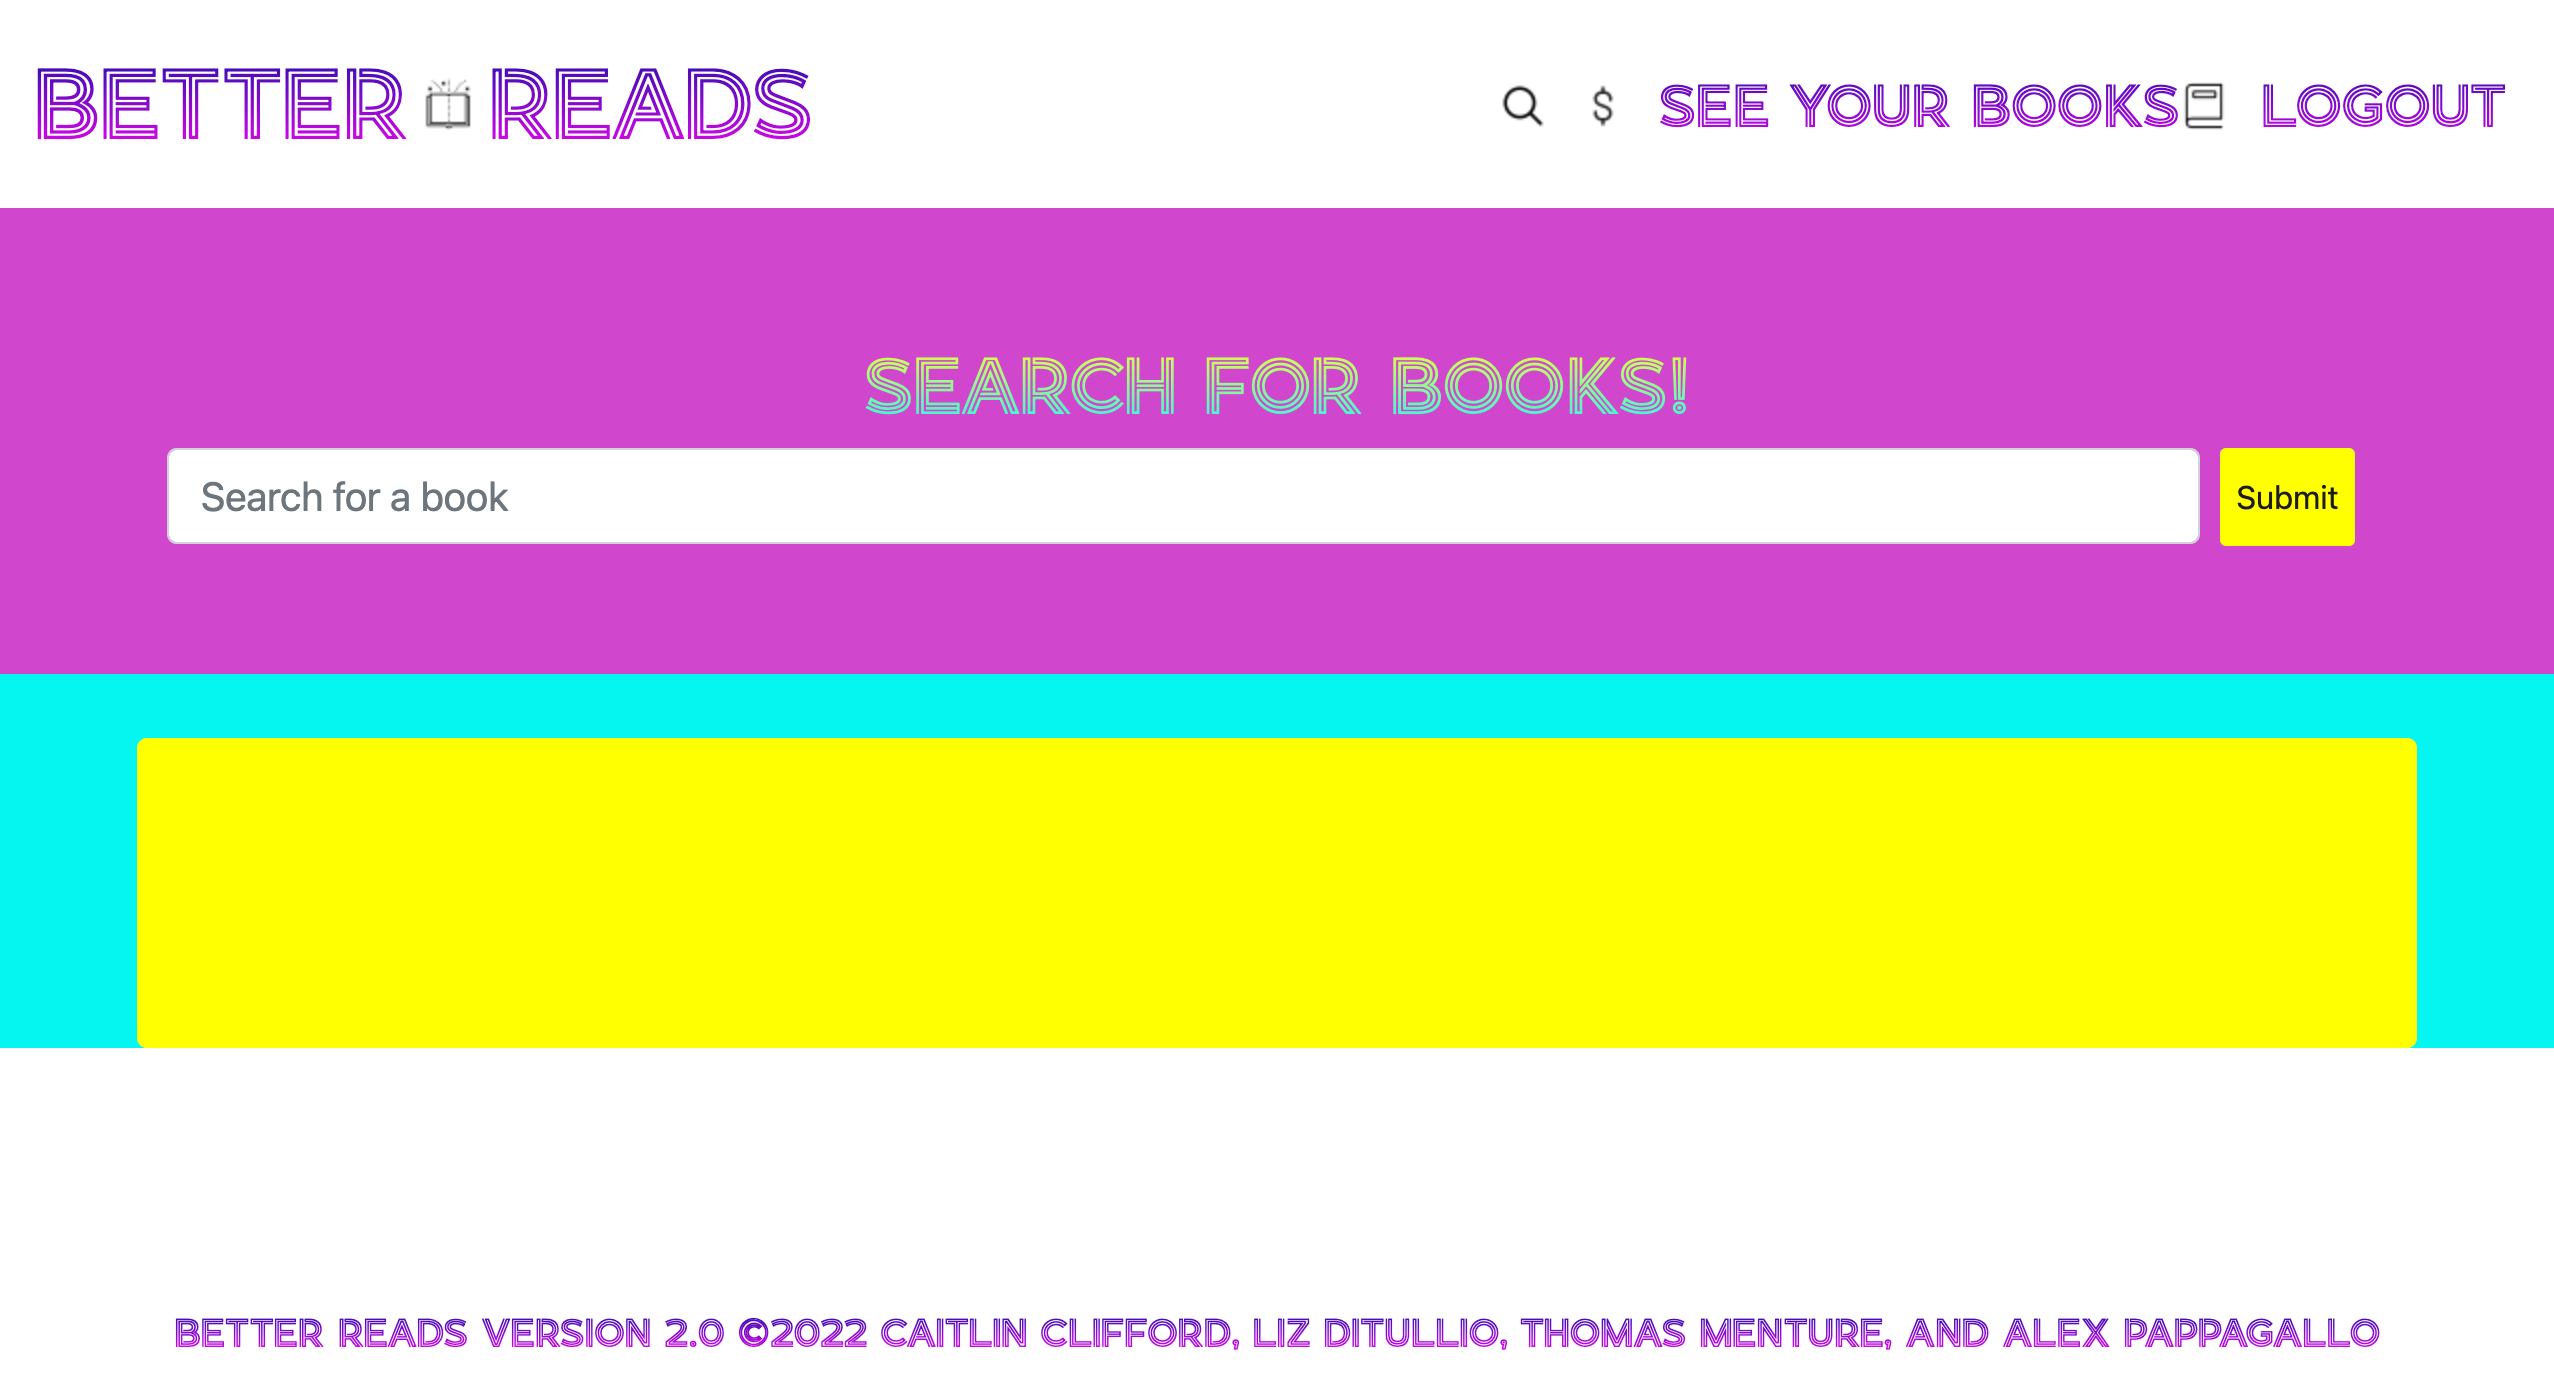 BETTER READS
$ SEE YOUR BOOKS LOGOUT
SEARCH FOR BOOKS!
Search for a book
Submit
BETTER READS VERSION 2.0 ©2022 CAITLIN CLIFFORD, LIZ DITULLIO, THOMAS MENTURE, AND ALEX PAPPAGALLO